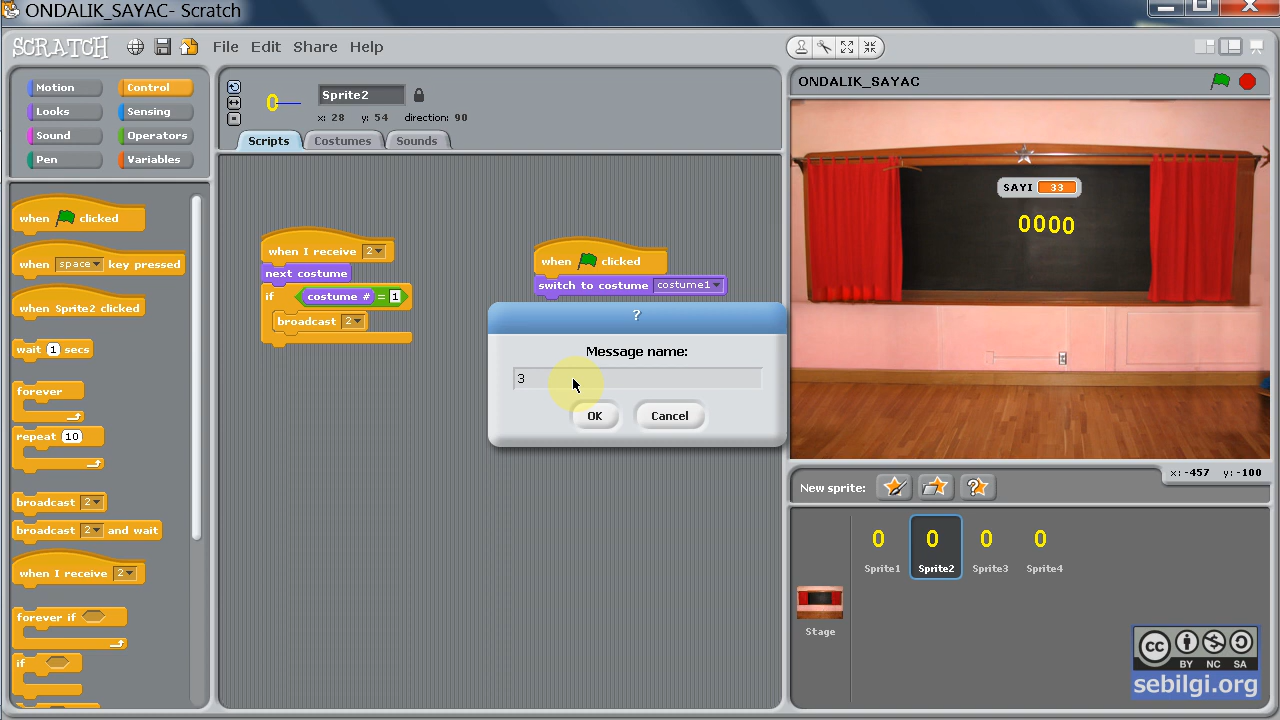 ONDALIK_SAYAC- Scratch
SCRATCH File Edit Share Help
Motion Control
Looks Sensing
Sound Operators
Pen Variables
when clicked
when space key pressed
when Sprite2 clicked
wait 1 secs
forever
repeat 10
broadcast 2
broadcast 2 and wait
when I receive 2
forever if
if
0
Sprite2
x: 28 y: 54 direction: 90
Scripts Costumes Sounds
when I receive 2
next costume
if costume # = 1
broadcast 2
when clicked
switch to costume costume1
?
Message name:
3
OK Cancel
ONDALIK_SAYAC
SAYI 33
0000
x: -457 y: -100
New sprite:
0 0 0 0
Sprite1 Sprite2 Sprite3 Sprite4
Stage
cc BY NC SA
sebilgi.org